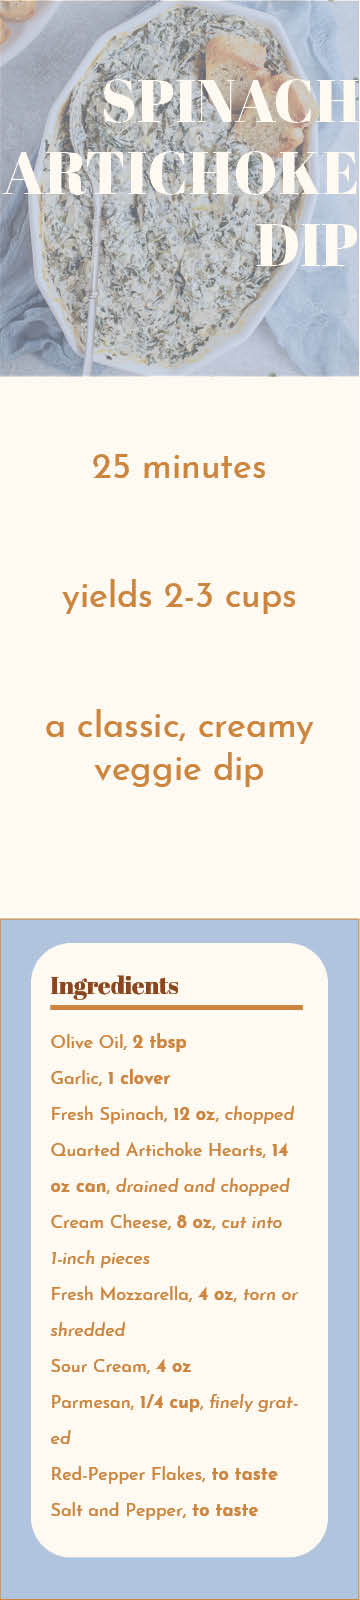 SPINACH
ARTICHOKE
DIP
25 minutes
yields 2-3 cups
a classic, creamy
veggie dip
Ingredients
Olive Oil, 2 tbsp
Garlic, 1 clover
Fresh Spinach, 12 oz, chopped
Quarted Artichoke Hearts, 14
oz can, drained and chopped
Cream Cheese, 8 oz, cut into
1-inch pieces
Fresh Mozzarella, 4 oz, torn or
shredded
Sour Cream, 4 oz
Parmesan, 1/4 cup, finely grat-
ed
Red-Pepper Flakes, to taste
Salt and Pepper, to taste